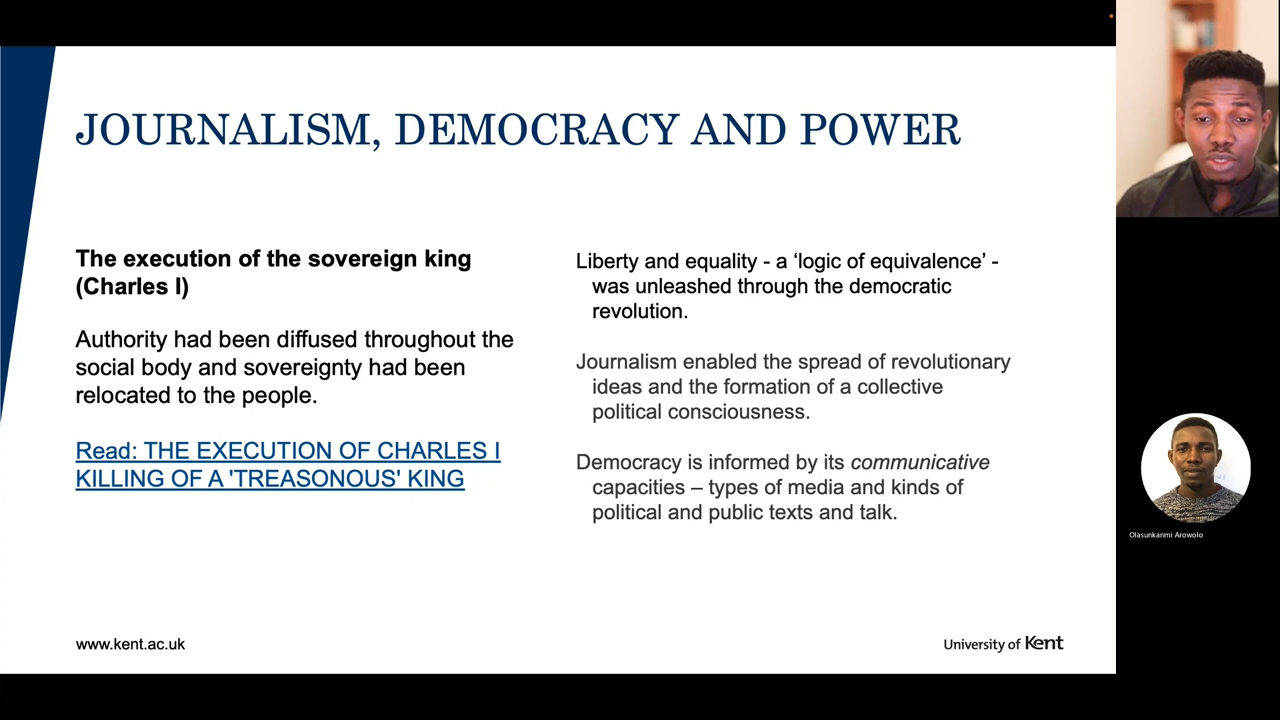 JOURNALISM, DEMOCRACY AND POWER
The execution of the sovereign king
(Charles I)
Authority had been diffused throughout the
social body and sovereignty had been
relocated to the people.
Read: THE EXECUTION OF CHARLES I
KILLING OF A 'TREASONOUS' KING
Liberty and equality - a ‘logic of equivalence’ -
was unleashed through the democratic
revolution.
Journalism enabled the spread of revolutionary
ideas and the formation of a collective
political consciousness.
Democracy is informed by its communicative
capacities – types of media and kinds of
political and public texts and talk.
www.kent.ac.uk
University of Kent
Olasunkanmi Arowolo